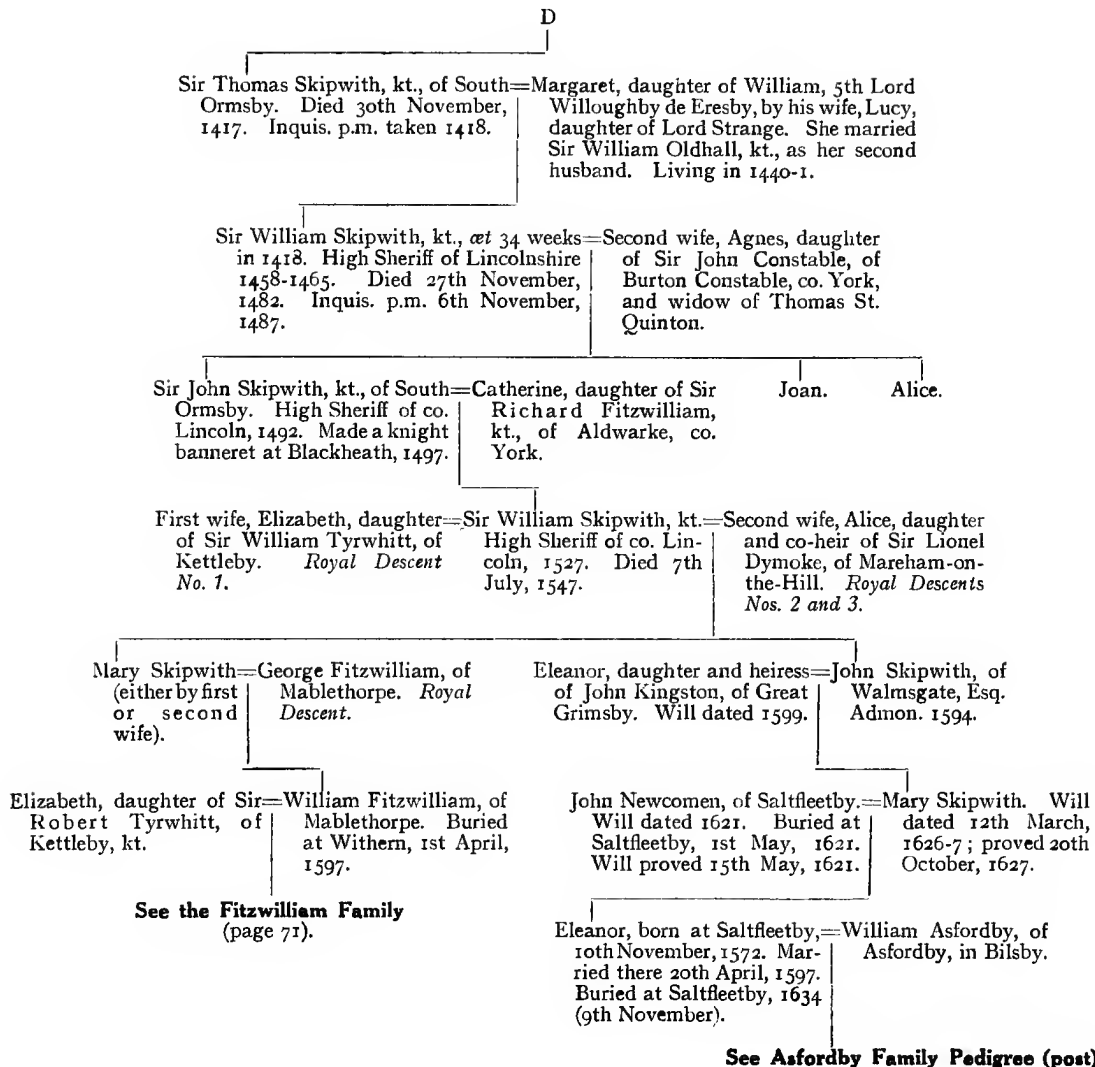 D
Sir Thomas Skipwith, kt., of South=
Ormsby. Died 30th November,
1417. Inquis. p.m. taken 1418.
Margaret, daughter of William, 5th Lord
Willoughby de Eresby, by his wife, Lucy,
daughter of Lord Strange. She married
Sir William Oldhall, kt., as her second
husband. Living in 1440-1.
Sir William Skipwith, kt., æt 34 weeks=
in 1418. High Sheriff of Lincolnshire
1458-1465. Died 27th November,
1482. Inquis. p.m. 6th November,
1487.
Second wife, Agnes, daughter
of Sir John Constable, of
Burton Constable, co. York,
and widow of Thomas St.
Quinton.
Sir John Skipwith, kt., of South=
Ormsby. High Sheriff of co.
Lincoln, 1492. Made a knight
banneret at Blackheath, 1497.
Catherine, daughter of Sir
Richard Fitzwilliam,
kt., of Aldwarke, co.
York.
Joan.
Alice.
First wife, Elizabeth, daughter=
of Sir William Tyrwhitt, of
Kettleby. Royal Descent
No. 1.
Sir William Skipwith, kt.=
High Sheriff of co. Lin-
coln, 1527. Died 7th
July, 1547.
Second wife, Alice, daughter
and co-heir of Sir Lionel
Dymoke, of Mareham-on-
the-Hill. Royal Descents
Nos. 2 and 3.
Mary Skipwith=
(either by first
or second
wife).
George Fitzwilliam, of
Mablethorpe. Royal
Descent.
Eleanor, daughter and heiress=
of John Kingston, of Great
Grimsby. Will dated 1599.
John Skipwith, of
Walmsgate, Esq.
Admon. 1594.
Elizabeth, daughter of Sir=
Robert Tyrwhitt, of
Kettleby, kt.
William Fitzwilliam, of
Mablethorpe. Buried
at Withern, 1st April,
1597.
John Newcomen, of Saltfleetby.=
Will dated 1621. Buried at
Saltfleetby, 1st May, 1621.
Will proved 15th May, 1621.
Mary Skipwith. Will
dated 12th March,
1626-7; proved 20th
October, 1627.
See the Fitzwilliam Family
(page 71).
Eleanor, born at Saltfleetby,=
10th November, 1572. Mar-
ried there 20th April, 1597.
Buried at Saltfleetby, 1634
(9th November).
William Asfordby, of
Asfordby, in Bilsby.
See Asfordby Family Pedigree (post)